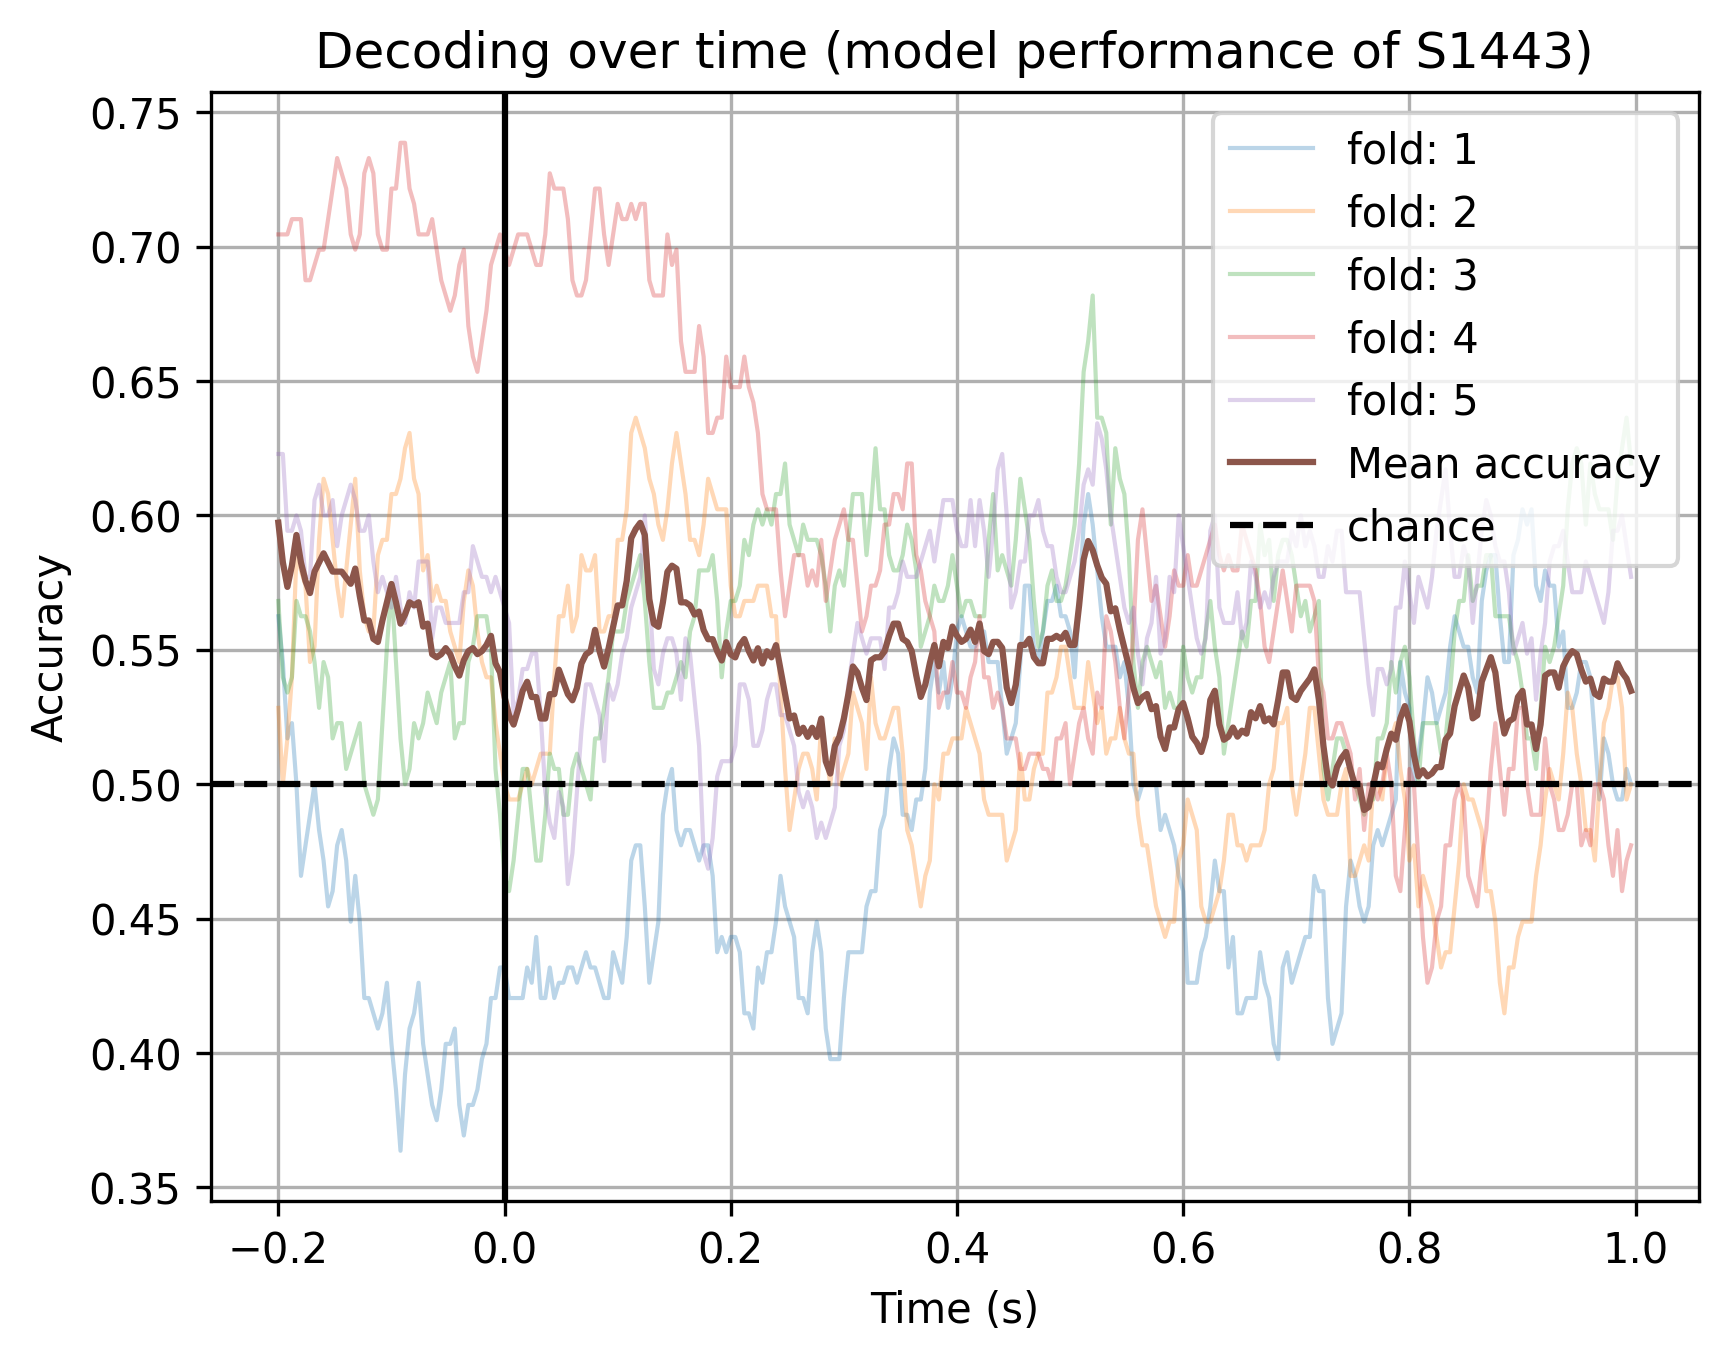 Decoding over time (model performance of S1443)
Accuracy
0.75
0.70
0.65
0.60
0.55
0.50
0.45
0.40
0.35
fold: 1
fold: 2
fold: 3
fold: 4
fold: 5
Mean accuracy
chance
−0.2 0.0 0.2 0.4 0.6 0.8 1.0
Time (s)